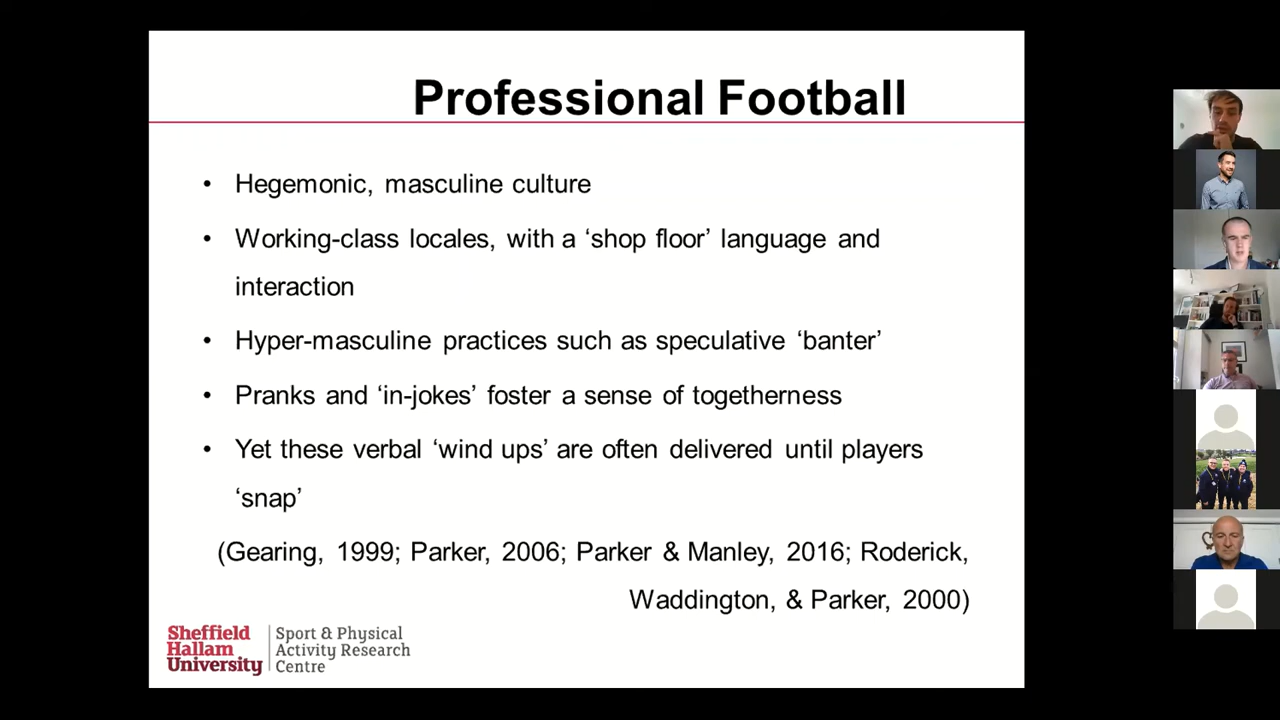 Professional Football
• Hegemonic, masculine culture
• Working-class locales, with a ‘shop floor’ language and
interaction
• Hyper-masculine practices such as speculative ‘banter’
• Pranks and ‘in-jokes’ foster a sense of togetherness
• Yet these verbal ‘wind ups’ are often delivered until players
‘snap’
(Gearing, 1999; Parker, 2006; Parker & Manley, 2016; Roderick,
Waddington, & Parker, 2000)
Sheffield
Hallam
University
Sport & Physical
Activity Research
Centre